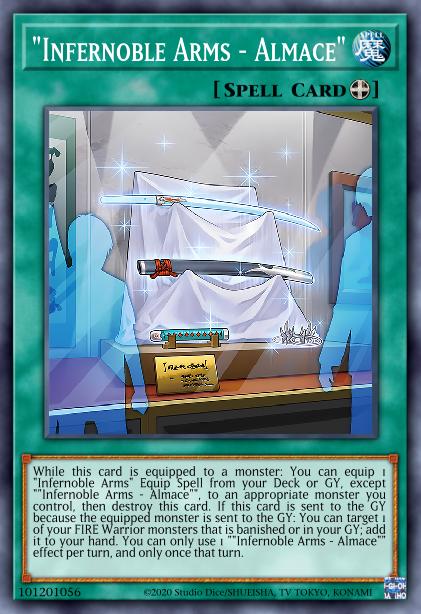 "Infernoble Arms - Almace"
SPELL
魔
[Spell Card]
While this card is equipped to a monster: You can equip 1
"Infernoble Arms" Equip Spell from your Deck or GY, except
""Infernoble Arms - Almace"", to an appropriate monster you
control, then destroy this card. If this card is sent to the GY
because the equipped monster is sent to the GY: You can target 1
of your FIRE Warrior monsters that is banished or in your GY; add
it to your hand. You can only use 1 ""Infernoble Arms - Almace""
effect per turn, and only once that turn.
101201056
©2020 Studio Dice/SHUEISHA, TV TOKYO, KONAMI